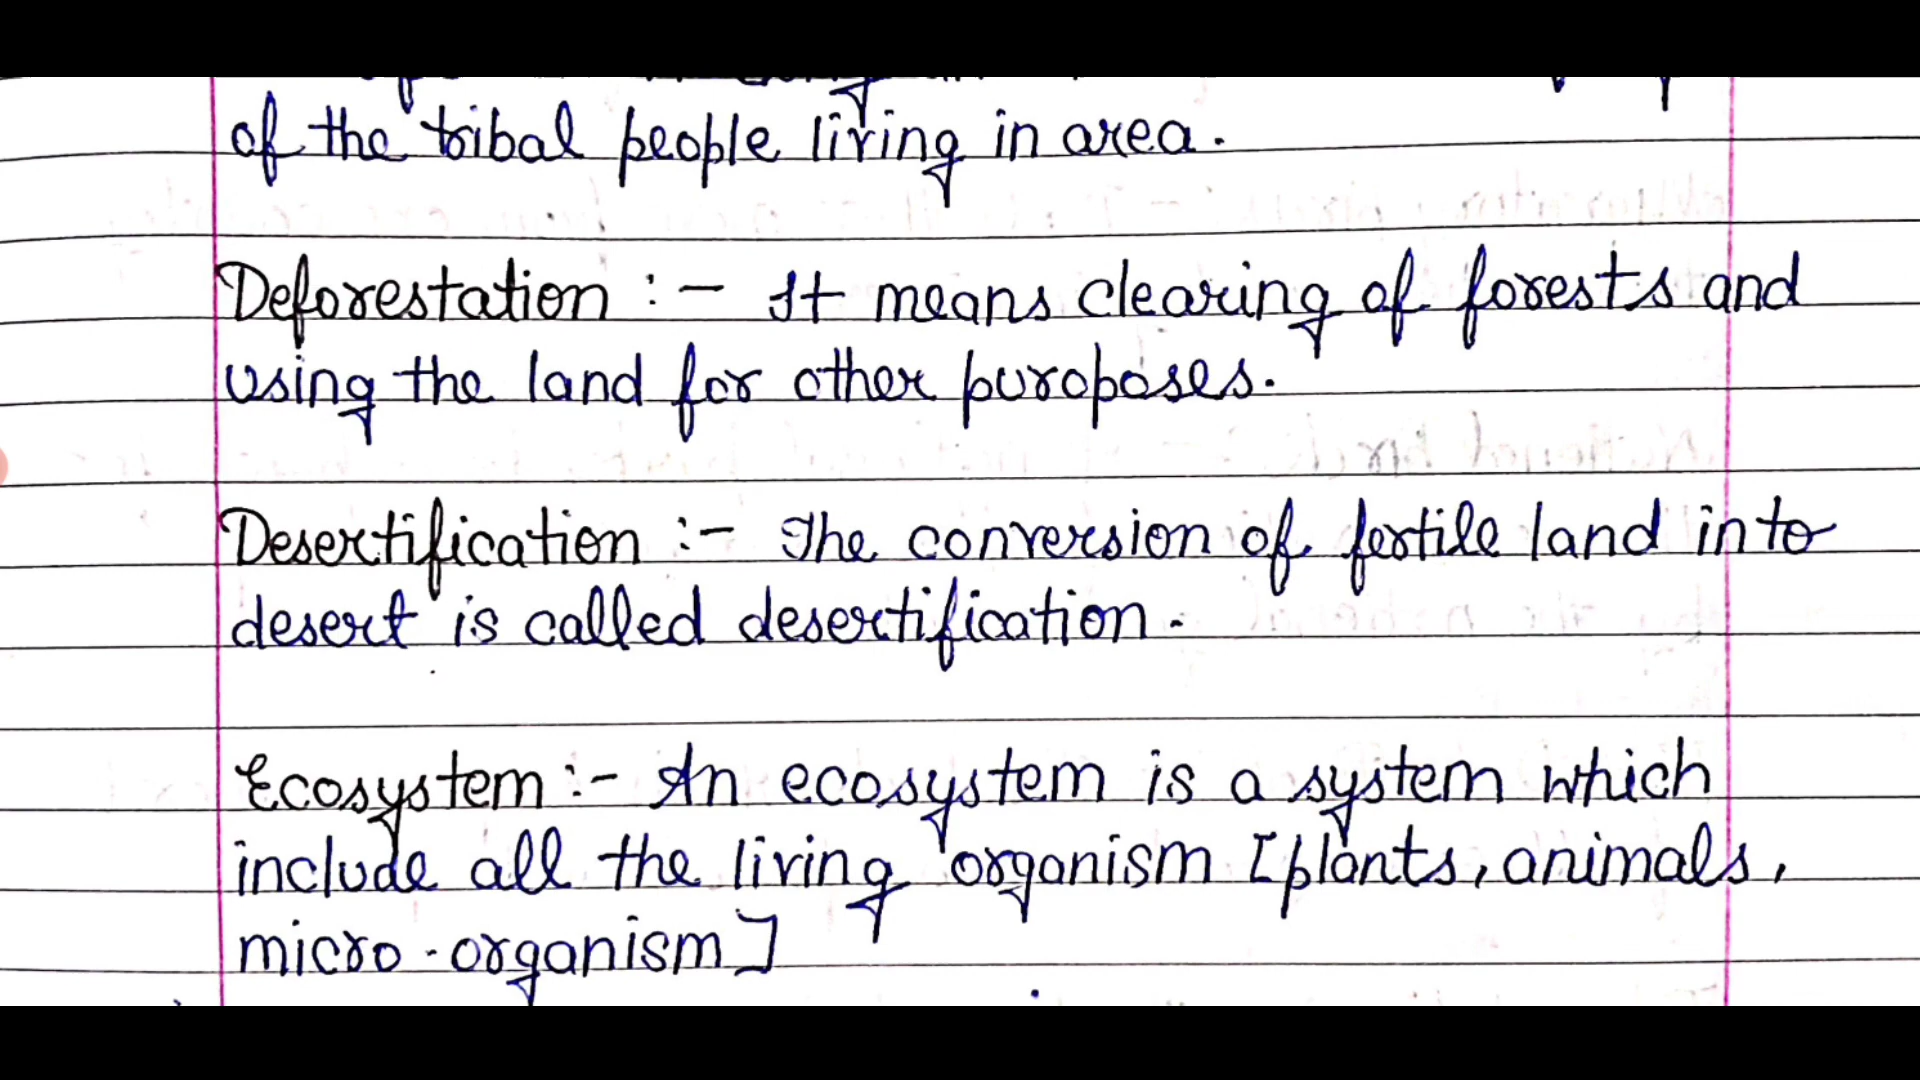 of the tribal people living in area.
Deforestation :- It means clearing of forests and
using the land for other purposes.
Desertification :- The conversion of fertile land into
desert is called desertification.
Ecosystem :- An ecosystem is a system which
include all the living organism [plants, animals,
micro-organism]